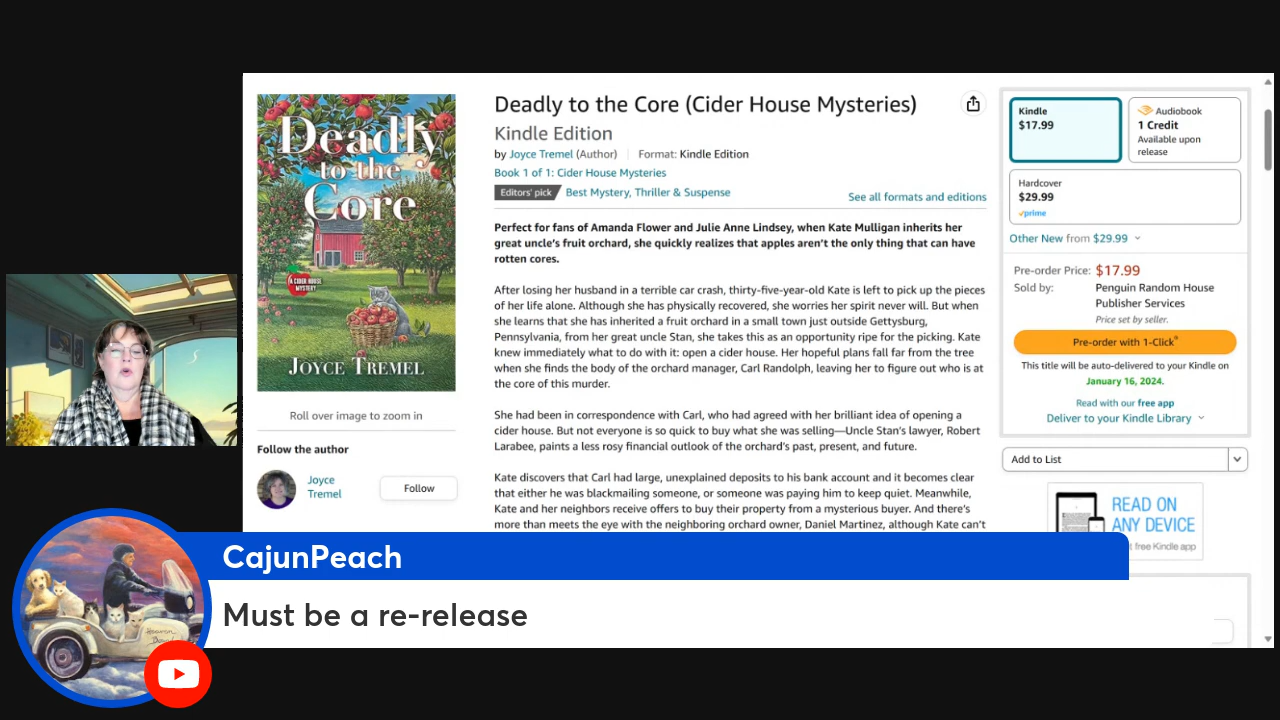 Deadly
to the
Core
A CIDER HOUSE
MYSTERY
JOYCE TREMEL
Roll over image to zoom in
Follow the author
Joyce
Tremel
Follow
Deadly to the Core (Cider House Mysteries)
Kindle Edition
by Joyce Tremel (Author) Format: Kindle Edition
Book 1 of 1: Cider House Mysteries
Editors' pick Best Mystery, Thriller & Suspense
See all formats and editions
Perfect for fans of Amanda Flower and Julie Anne Lindsey, when Kate Mulligan inherits her
great uncle's fruit orchard, she quickly realizes that apples aren't the only thing that can have
rotten cores.
After losing her husband in a terrible car crash, thirty-five-year-old Kate is left to pick up the pieces
of her life alone. Although she has physically recovered, she worries her spirit never will. But when
she learns that she has inherited a fruit orchard in a small town just outside Gettysburg,
Pennsylvania, from her great uncle Stan, she takes this as an opportunity ripe for the picking. Kate
knew immediately what to do with it: open a cider house. Her hopeful plans fall far from the tree
when she finds the body of the orchard manager, Carl Randolph, leaving her to figure out who is at
the core of this murder.
She had been in correspondence with Carl, who had agreed with her brilliant idea of opening a
cider house. But not everyone is so quick to buy what she was selling—Uncle Stan's lawyer, Robert
Larabee, paints a less rosy financial outlook of the orchard's past, present, and future.
Kate discovers that Carl had large, unexplained deposits to his bank account and it becomes clear
that either he was blackmailing someone, or someone was paying him to keep quiet. Meanwhile,
Kate and her neighbors receive offers to buy their property from a mysterious buyer. And there's
more than meets the eye with the neighboring orchard owner, Daniel Martinez, although Kate can't
Kindle
$17.99
Audiobook
1 Credit
Available upon
release
Hardcover
$29.99
prime
Other New from $29.99
Pre-order Price: $17.99
Sold by: Penguin Random House
Publisher Services
Price set by seller.
Pre-order with 1-Click®
This title will be auto-delivered to your Kindle on
January 16, 2024.
Read with our free app
Deliver to your Kindle Library
Add to List
READ ON
ANY DEVICE
free Kindle app
CajunPeach
Must be a re-release